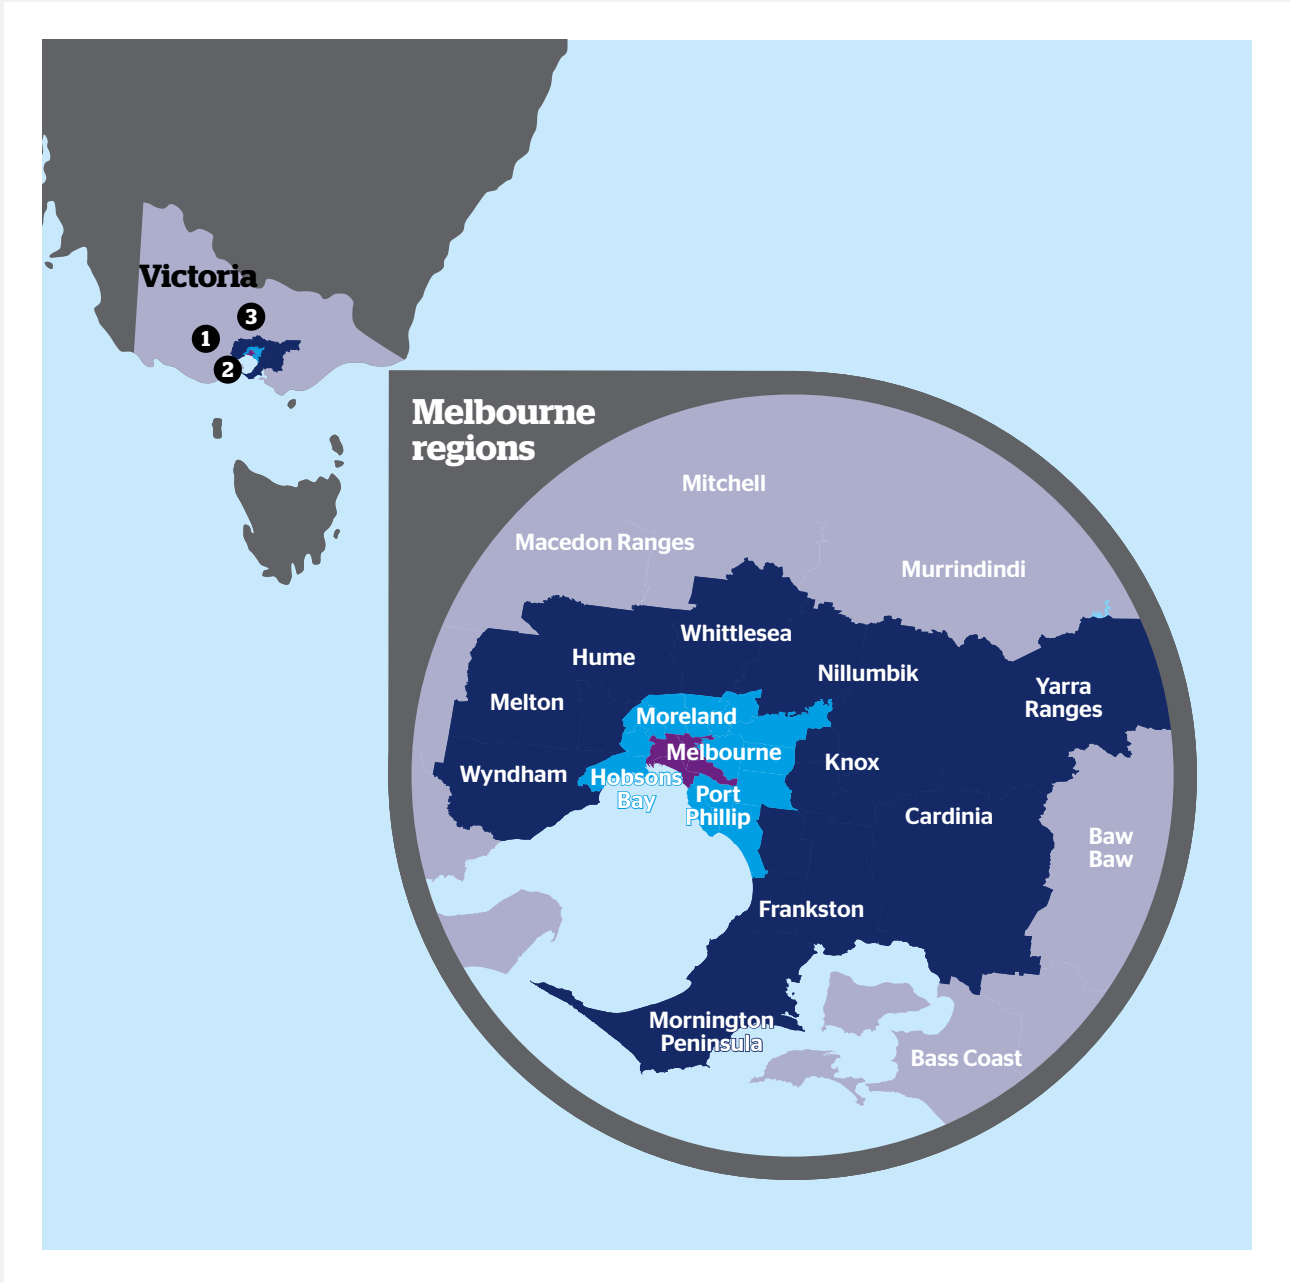 Victoria
3
1
2
Melbourne
regions
Mitchell
Macedon Ranges
Murrindindi
Whittlesea
Hume
Nillumbik
Yarra
Ranges
Melton
Moreland
Melbourne
Knox
Wyndham
Hobsons
Bay
Port
Phillip
Cardinia
Baw
Baw
Frankston
Mornington
Peninsula
Bass Coast